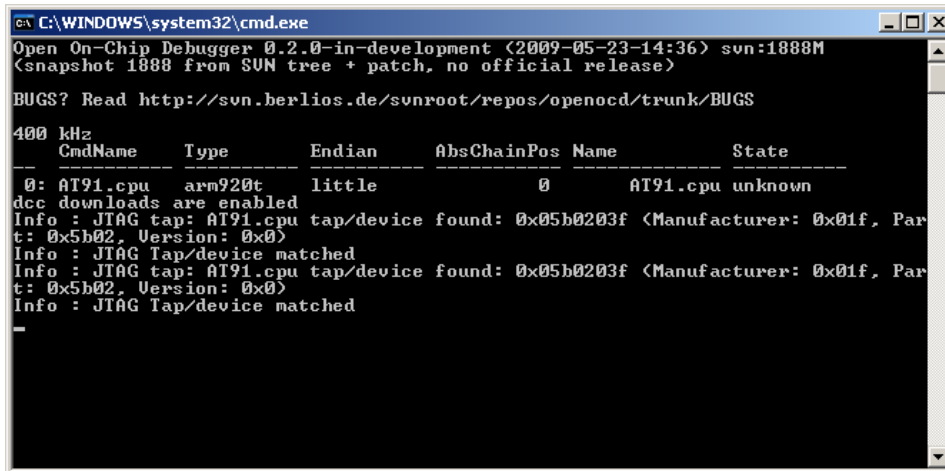 C:\WINDOWS\system32\cmd.exe
Open On-Chip Debugger 0.2.0-in-development (2009-05-23-14:36) svn:1888M
(snapshot 1888 from SVN tree + patch, no official release)
BUGS? Read http://svn.berlios.de/svnroot/repos/openocd/trunk/BUGS
400 kHz
CmdName Type Endian AbsChainPos Name State
-- ---------- ---------- ---------- ----------- ------------- ----------
0: AT91.cpu arm920t little 0 AT91.cpu unknown
dcc downloads are enabled
Info : JTAG tap: AT91.cpu tap/device found: 0x05b0203f (Manufacturer: 0x01f, Par
t: 0x5b02, Version: 0x0)
Info : JTAG Tap/device matched
Info : JTAG tap: AT91.cpu tap/device found: 0x05b0203f (Manufacturer: 0x01f, Par
t: 0x5b02, Version: 0x0)
Info : JTAG Tap/device matched